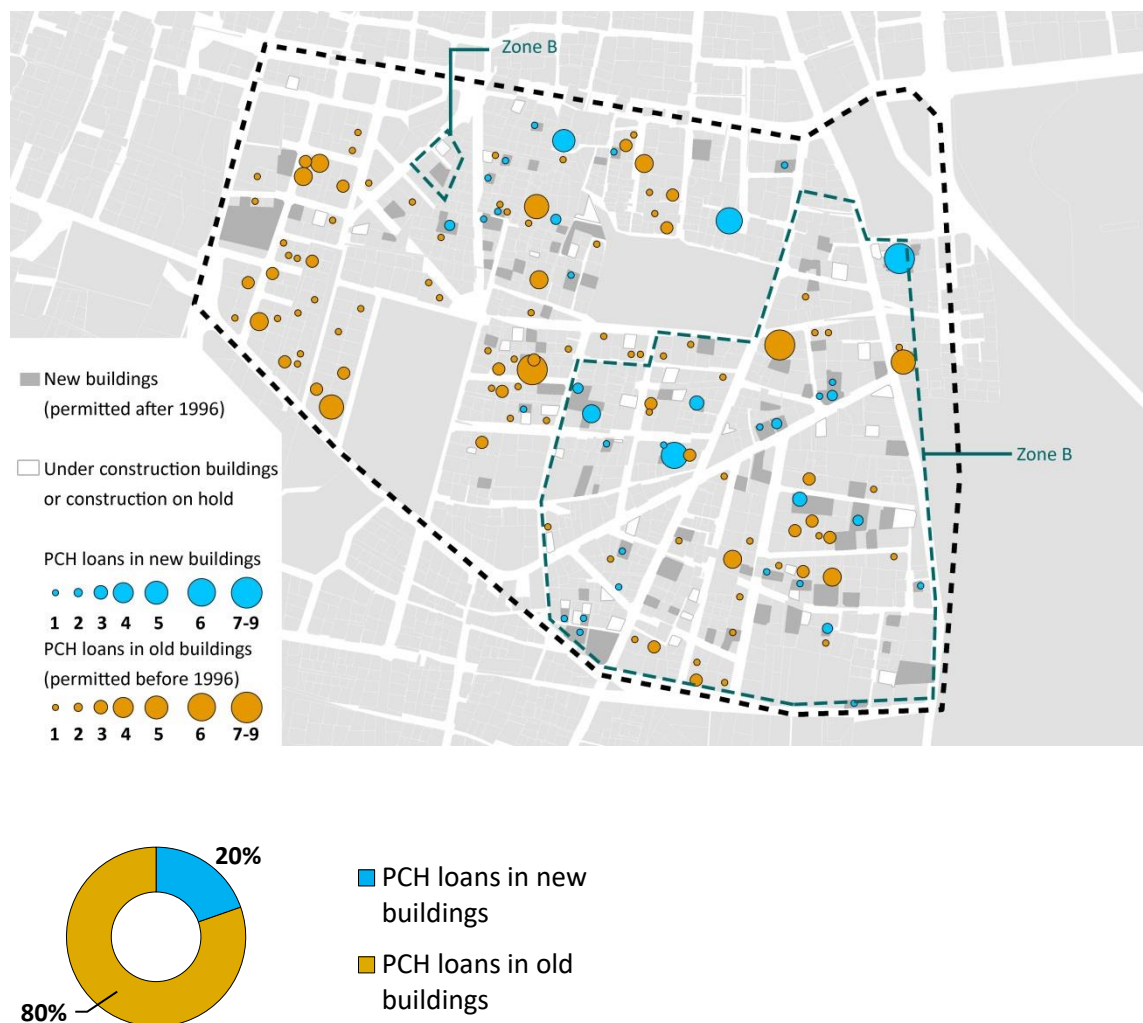 Zone B
New buildings
(permitted after 1996)
Under construction buildings
or construction on hold
Zone B
PCH loans in new buildings
1 2 3 4 5 6 7-9
PCH loans in old buildings
(permitted before 1996)
1 2 3 4 5 6 7-9
20%
PCH loans in new
buildings
PCH loans in old
buildings
80%